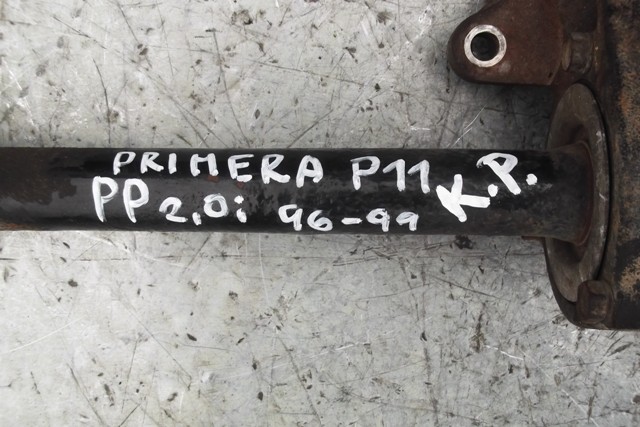 PRIMERA P11 K.P.
PP 2,0i 96-99